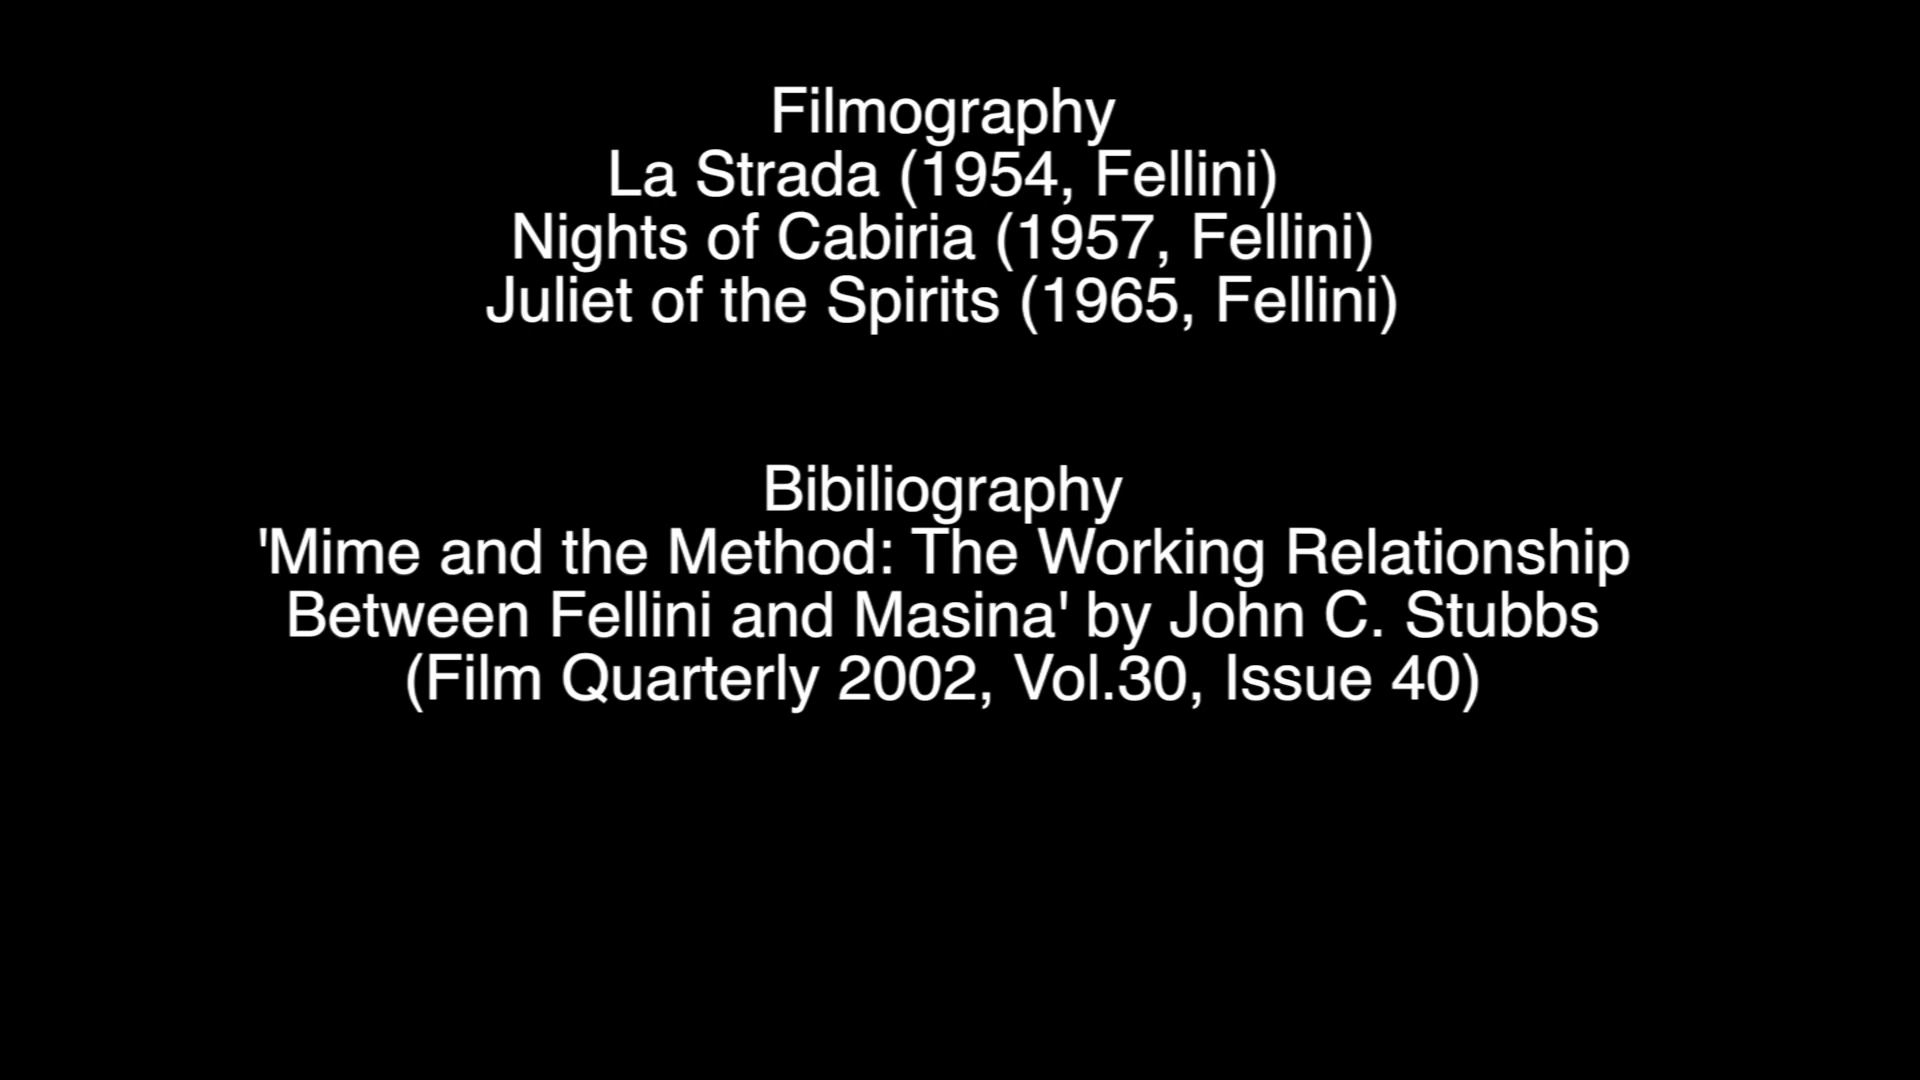 Filmography
La Strada (1954, Fellini)
Nights of Cabiria (1957, Fellini)
Juliet of the Spirits (1965, Fellini)
Bibiliography
'Mime and the Method: The Working Relationship
Between Fellini and Masina' by John C. Stubbs
(Film Quarterly 2002, Vol.30, Issue 40)